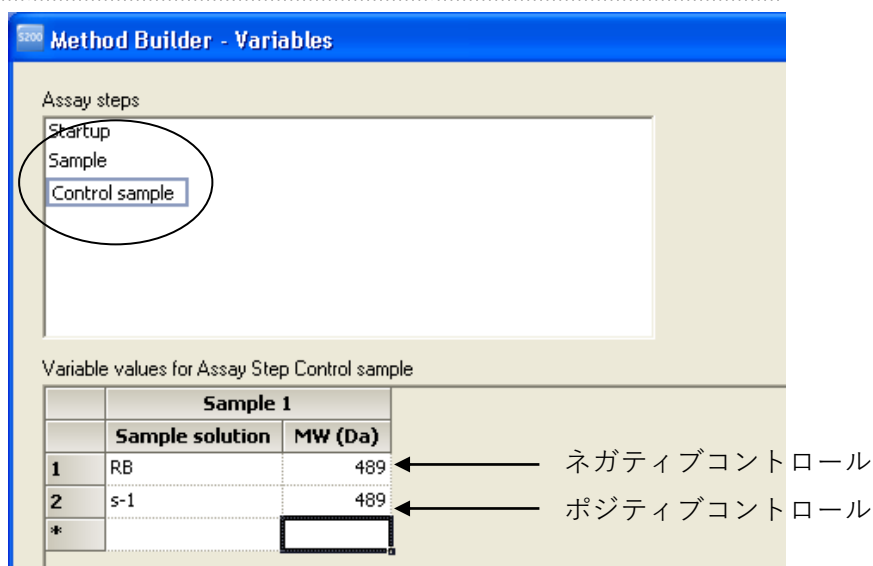 S200 Method Builder - Variables
Assay steps
Startup
Sample
Control sample
Variable values for Assay Step Control sample
Sample 1
Sample solution MW (Da)
1 RB 489 ネガティブコントロール
2 s-1 489 ポジティブコントロール
*